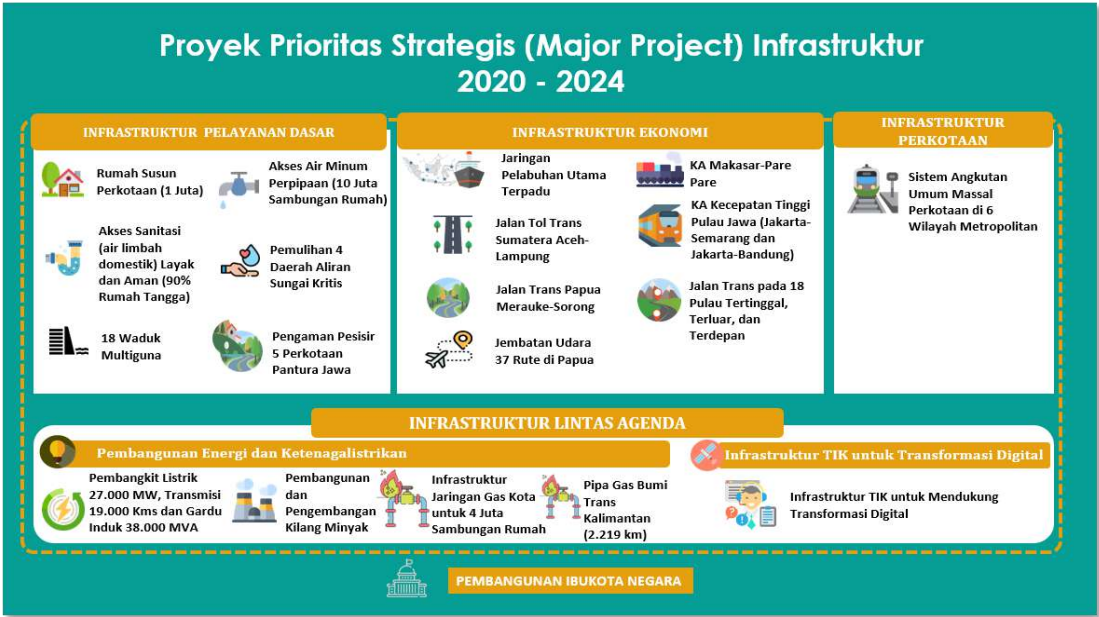 Proyek Prioritas Strategis (Major Project) Infrastruktur
2020 - 2024
INFRASTRUKTUR PELAYANAN DASAR
Rumah Susun
Perkotaan (1 Juta)
Akses Air Minum
Perpipaan (10 Juta
Sambungan Rumah)
Akses Sanitasi
(air limbah
domestik) Layak
dan Aman (90%
Rumah Tangga)
Pemulihan 4
Daerah Aliran
Sungai Kritis
18 Waduk
Multiguna
Pengaman Pesisir
5 Perkotaan
Pantura Jawa
INFRASTRUKTUR EKONOMI
Jaringan
Pelabuhan Utama
Terpadu
KA Makasar-Pare
Pare
Jalan Tol Trans
Sumatera Aceh-
Lampung
KA Kecepatan Tinggi
Pulau Jawa (Jakarta-
Semarang dan
Jakarta-Bandung)
Jalan Trans Papua
Merauke-Sorong
Jalan Trans pada 18
Pulau Tertinggal,
Terluar, dan
Terdepan
Jembatan Udara
37 Rute di Papua
INFRASTRUKTUR
PERKOTAAN
Sistem Angkutan
Umum Massal
Perkotaan di 6
Wilayah Metropolitan
INFRASTRUKTUR LINTAS AGENDA
Pembangunan Energi dan Ketenagalistrikan
Pembangkit Listrik
27.000 MW, Transmisi
19.000 Kms dan Gardu
Induk 38.000 MVA
Pembangunan
dan
Pengembangan
Kilang Minyak
Infrastruktur
Jaringan Gas Kota
untuk 4 Juta
Sambungan Rumah
Pipa Gas Bumi
Trans
Kalimantan
(2.219 km)
Infrastruktur TIK untuk Transformasi Digital
Infrastruktur TIK untuk Mendukung
Transformasi Digital
PEMBANGUNAN IBUKOTA NEGARA